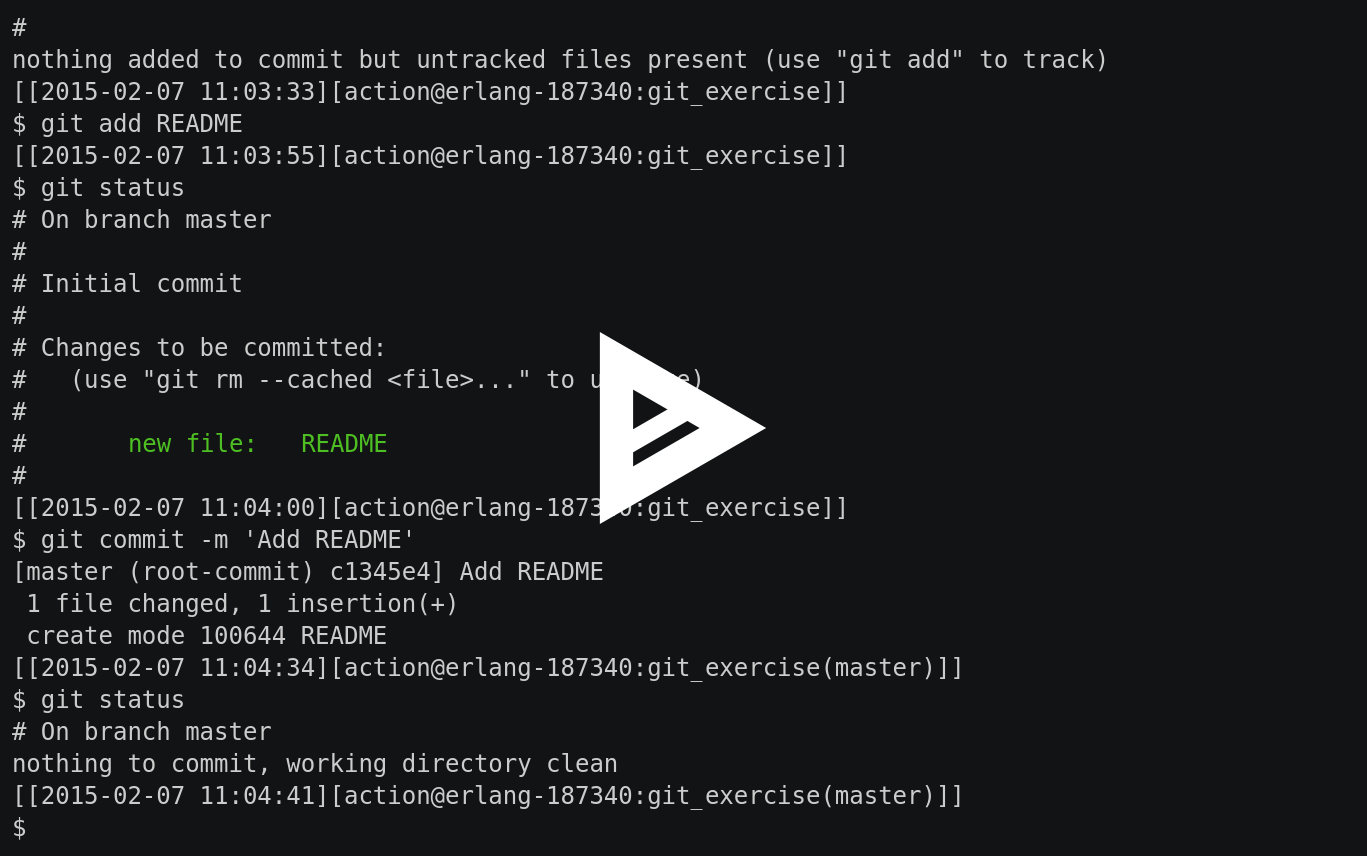 #
nothing added to commit but untracked files present (use "git add" to track)
[[2015-02-07 11:03:33][action@erlang-187340:git_exercise]]
$ git add README
[[2015-02-07 11:03:55][action@erlang-187340:git_exercise]]
$ git status
# On branch master
#
# Initial commit
#
# Changes to be committed:
#   (use "git rm --cached <file>..." to
#
#       new file:   README
#
[[2015-02-07 11:04:00][action@erlang-187340:git_exercise]]
$ git commit -m 'Add README'
[master (root-commit) c1345e4] Add README
 1 file changed, 1 insertion(+)
 create mode 100644 README
[[2015-02-07 11:04:34][action@erlang-187340:git_exercise(master)]]
$ git status
# On branch master
nothing to commit, working directory clean
[[2015-02-07 11:04:41][action@erlang-187340:git_exercise(master)]]
$